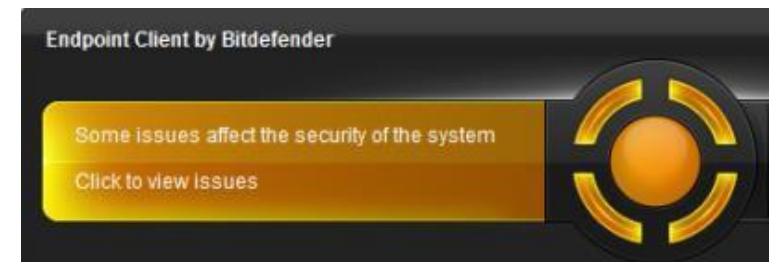 Endpoint Client by Bitdefender
Some issues affect the security of the system
Click to view issues